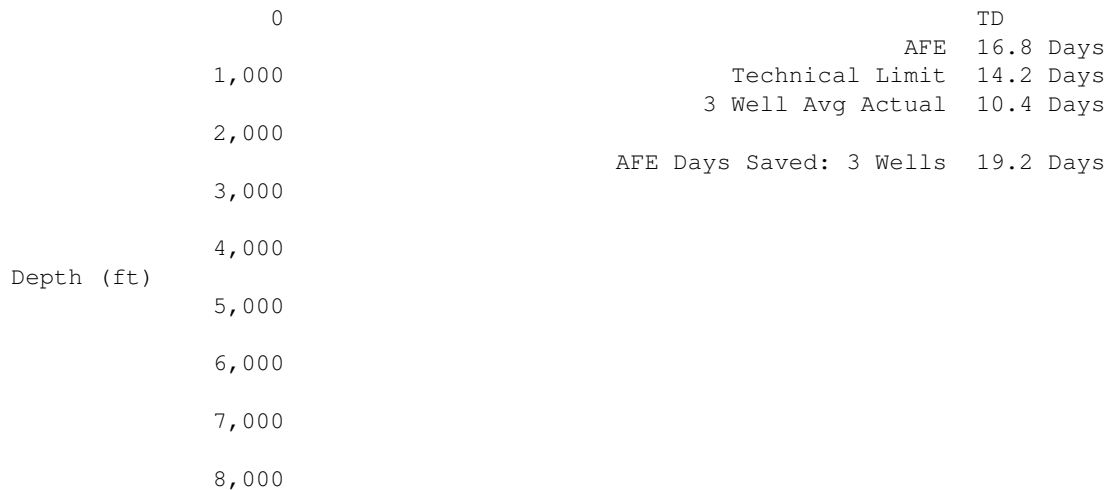 0
TD
AFE 16.8 Days
1,000
Technical Limit 14.2 Days
3 Well Avg Actual 10.4 Days
2,000
AFE Days Saved: 3 Wells 19.2 Days
3,000
4,000
Depth (ft)
5,000
6,000
7,000
8,000